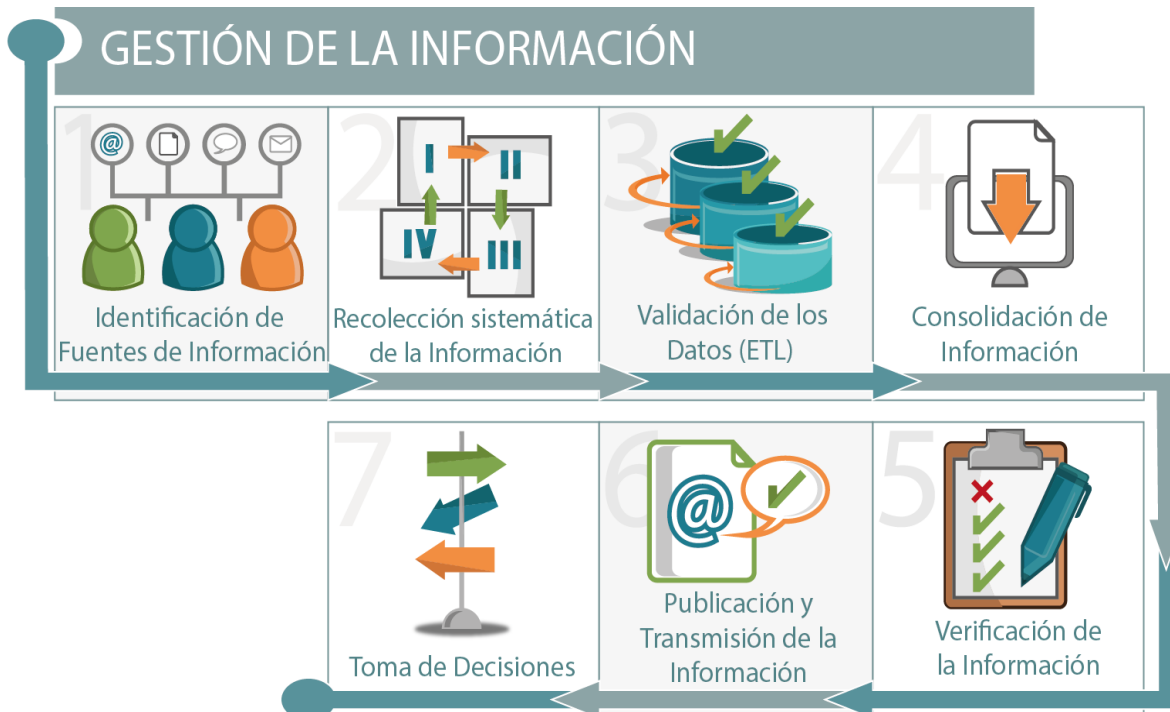 GESTIÓN DE LA INFORMACIÓN
1
@
Identificación de
Fuentes de Información
2
I
II
III
IV
Recolección sistemática
de la Información
3
Validación de los
Datos (ETL)
4
Consolidación de
Información
5
Verificación de
la Información
6
@
Publicación y
Transmisión de la
Información
7
Toma de Decisiones